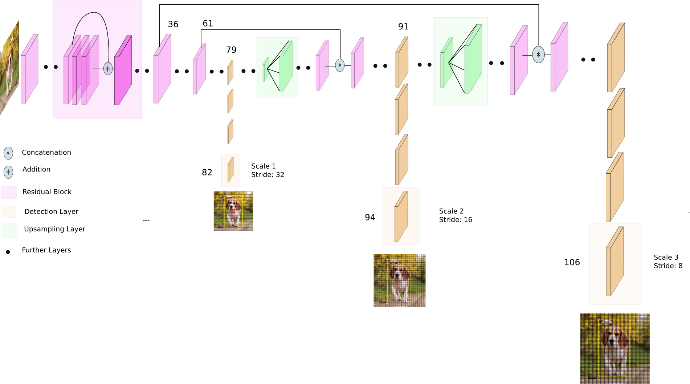 36
61
91
79
Concatenation
Addition
Residual Block
Detection Layer
Upsampling Layer
Further Layers
...
82
Scale 1
Stride: 32
94
Scale 2
Stride: 16
106
Scale 3
Stride: 8